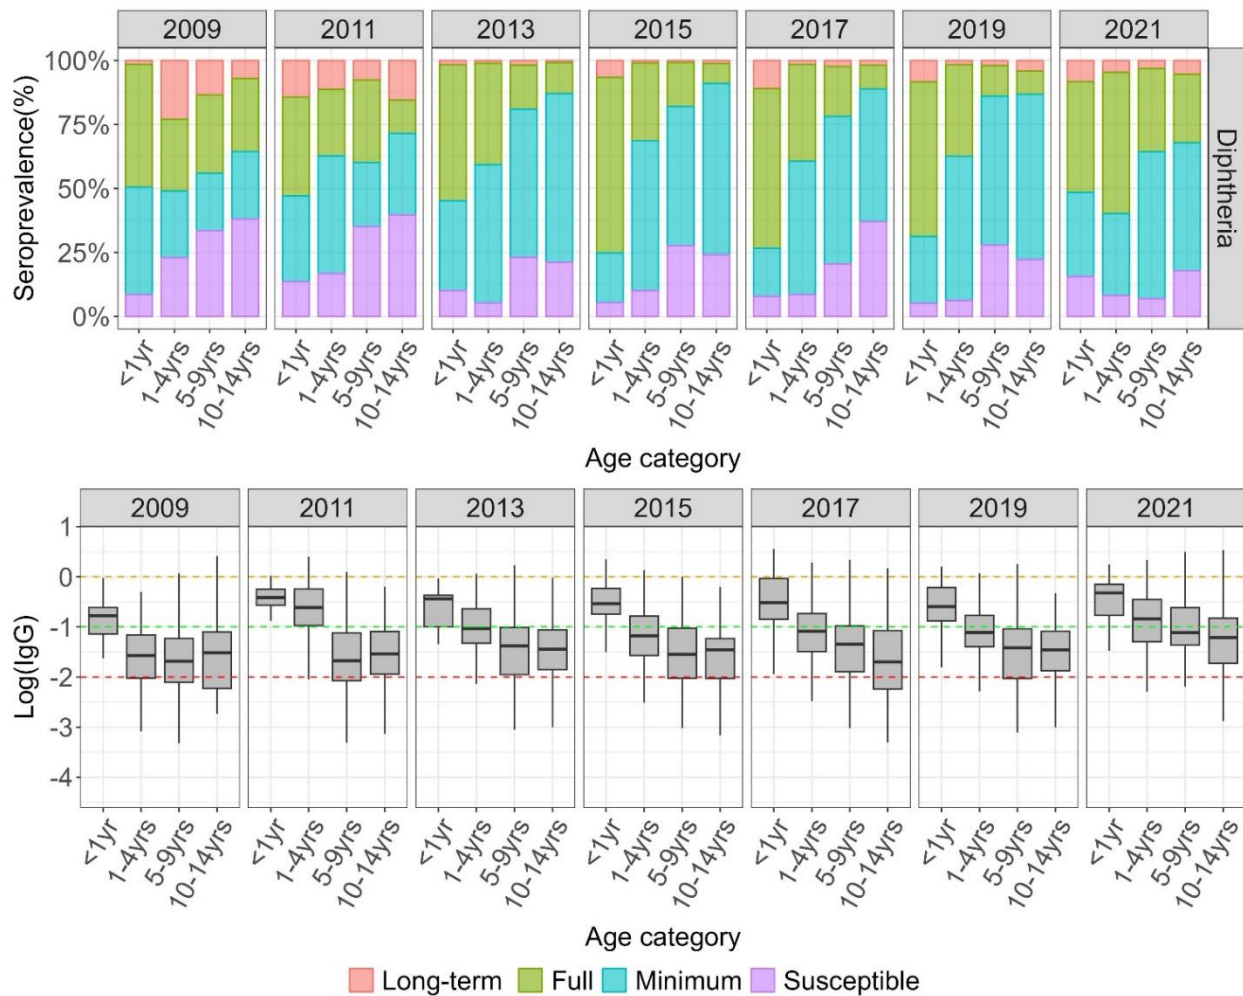 2009 2011 2013 2015 2017 2019 2021
Seroprevalence(%)
100%
75%
50%
25%
0%
Diphtheria
<1yr 1-4yrs 5-9yrs 10-14yrs <1yr 1-4yrs 5-9yrs 10-14yrs <1yr 1-4yrs 5-9yrs 10-14yrs <1yr 1-4yrs 5-9yrs 10-14yrs <1yr 1-4yrs 5-9yrs 10-14yrs <1yr 1-4yrs 5-9yrs 10-14yrs <1yr 1-4yrs 5-9yrs 10-14yrs
Age category
2009 2011 2013 2015 2017 2019 2021
Log(IgG)
1
0
-1
-2
-3
-4
<1yr 1-4yrs 5-9yrs 10-14yrs <1yr 1-4yrs 5-9yrs 10-14yrs <1yr 1-4yrs 5-9yrs 10-14yrs <1yr 1-4yrs 5-9yrs 10-14yrs <1yr 1-4yrs 5-9yrs 10-14yrs <1yr 1-4yrs 5-9yrs 10-14yrs <1yr 1-4yrs 5-9yrs 10-14yrs
Age category
Long-term Full Minimum Susceptible